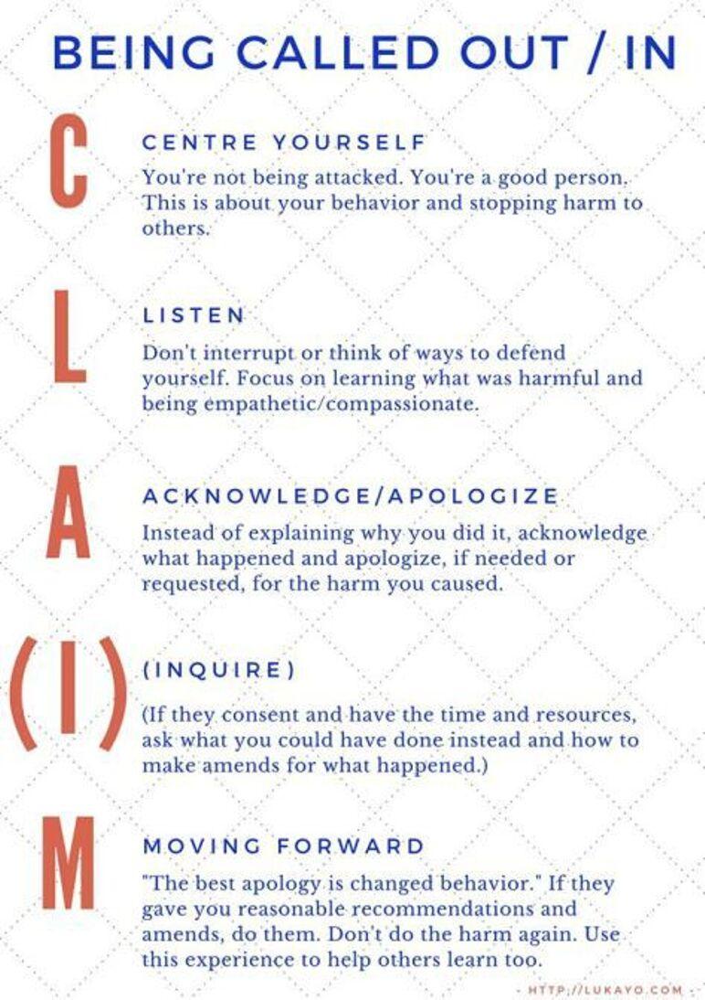 BEING CALLED OUT / IN
C
CENTRE YOURSELF
You're not being attacked. You're a good person.
This is about your behavior and stopping harm to
others.
L
LISTEN
Don't interrupt or think of ways to defend
yourself. Focus on learning what was harmful and
being empathetic/compassionate.
A
ACKNOWLEDGE/APOLOGIZE
Instead of explaining why you did it, acknowledge
what happened and apologize, if needed or
requested, for the harm you caused.
(I)
(INQUIRE)
(If they consent and have the time and resources,
ask what you could have done instead and how to
make amends for what happened.)
M
MOVING FORWARD
"The best apology is changed behavior." If they
gave you reasonable recommendations and
amends, do them. Don't do the harm again. Use
this experience to help others learn too.
- HTTP://LUKAYO.COM -